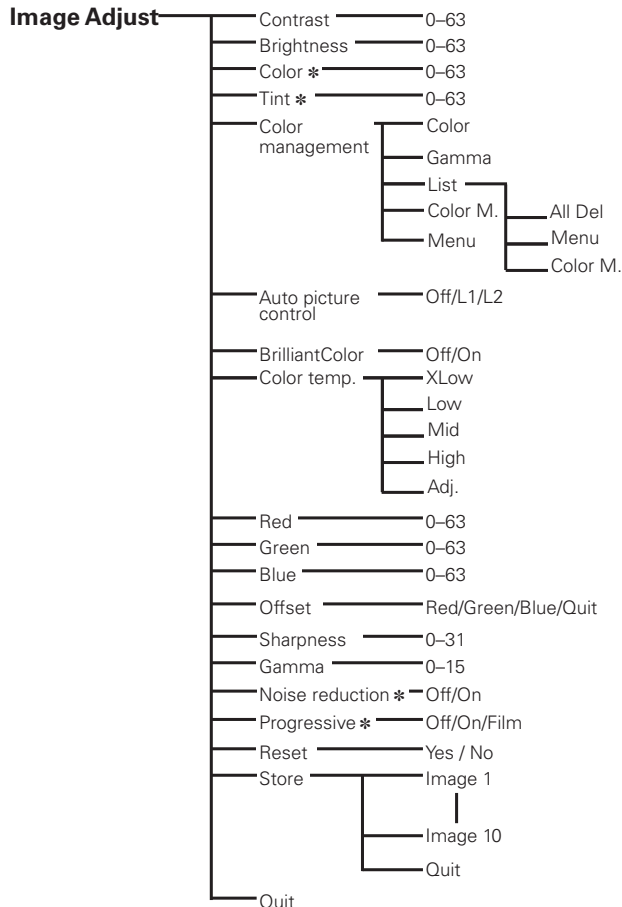 Image Adjust Contrast 0–63
Brightness 0–63
Color ✻ 0–63
Tint ✻ 0–63
Color Color
management
Gamma
List
Color M. All Del
Menu Menu
Color M.
Auto picture Off/L1/L2
control
BrilliantColor Off/On
Color temp. XLow
Low
Mid
High
Adj.
Red 0–63
Green 0–63
Blue 0–63
Offset Red/Green/Blue/Quit
Sharpness 0–31
Gamma 0–15
Noise reduction ✻ Off/On
Progressive ✻ Off/On/Film
Reset Yes / No
Store Image 1
Image 10
Quit
Quit